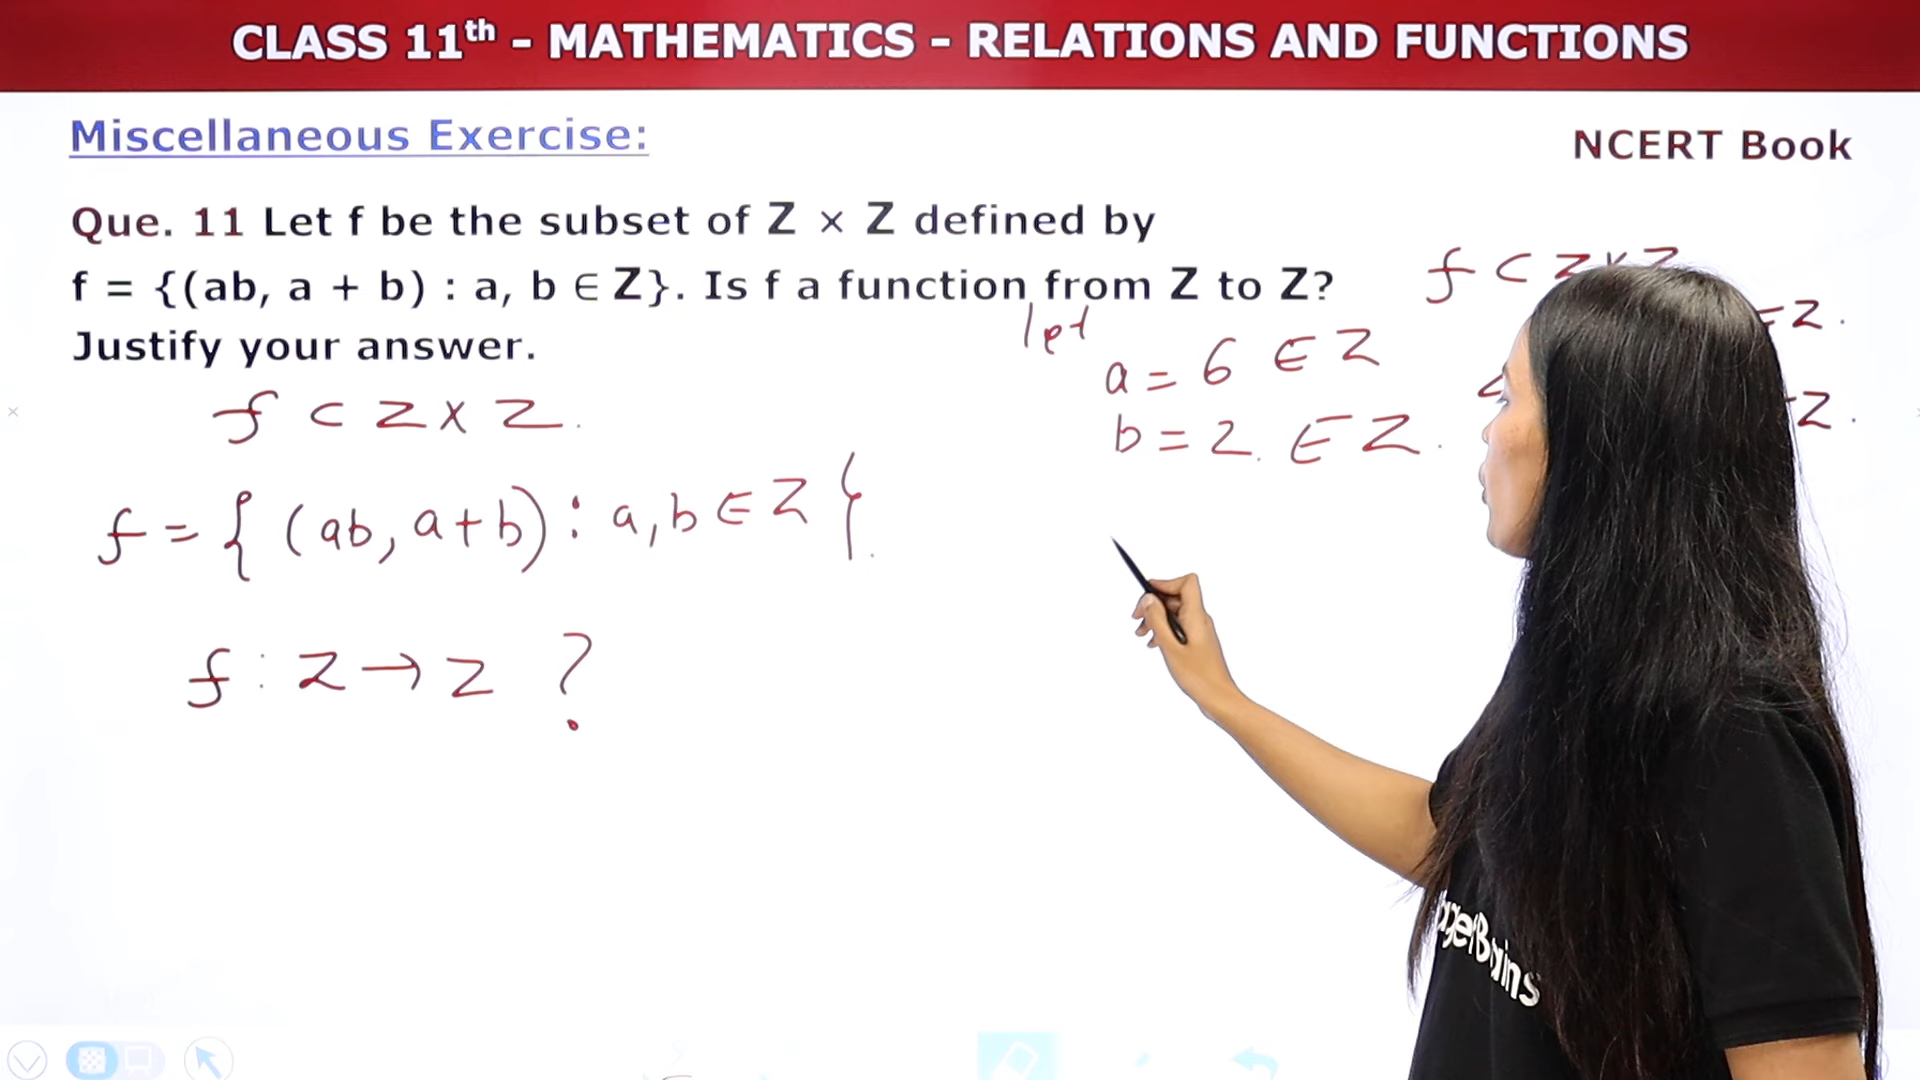 CLASS 11th - MATHEMATICS - RELATIONS AND FUNCTIONS
Miscellaneous Exercise:
NCERT Book
Que. 11 Let f be the subset of Z × Z defined by
f = {(ab, a + b) : a, b ∈ Z}. Is f a function from Z to Z?
Justify your answer.
f ⊂ Z × Z
∈ Z.
let
a = 6 ∈ Z
b = 2. ∈ Z.
Z.
f ⊂ Z × Z.
f = { (ab, a+b) : a, b ∈ Z }.
f : Z → Z ?